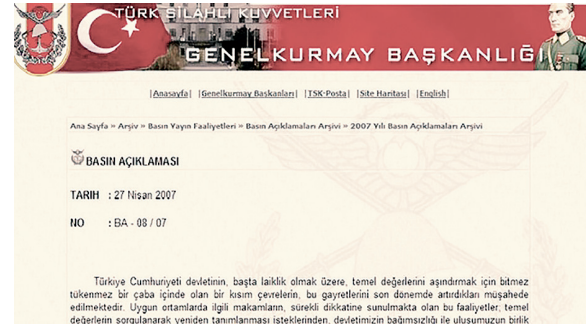 TÜRK SİLAHLI KUVVETLERİ
GENELKURMAY BAŞKANLIĞI
|Anasayfa| |Genelkurmay Başkanları| |TSK-Posta| |Site Haritası| |English|
Ana Sayfa » Arşiv » Basın Yayın Faaliyetleri » Basın Açıklamaları Arşivi » 2007 Yılı Basın Açıklamaları Arşivi
BASIN AÇIKLAMASI
TARİH : 27 Nisan 2007
NO : BA - 08 / 07
Türkiye Cumhuriyeti devletinin, başta laiklik olmak üzere, temel değerlerini aşındırmak için bitmez
tükenmez bir çaba içinde olan bir kısım çevrelerin, bu gayretlerini son dönemde artırdıkları müşahede
edilmektedir. Uygun ortamlarda ilgili makamların, sürekli dikkatine sunulmakta olan bu faaliyetler; temel
değerlerin sorgulanarak yeniden tanımlanması isteklerinden, devletimizin bağımsızlığı ile ulusumuzun birlik